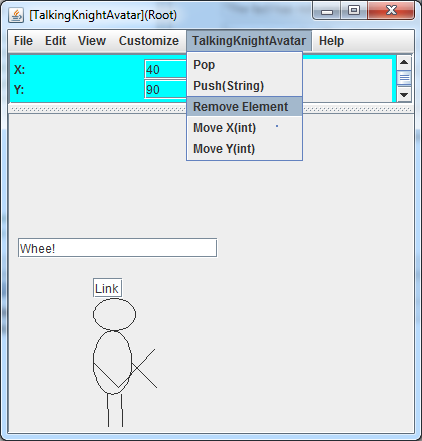 [TalkingKnightAvatar](Root)
File Edit View Customize TalkingKnightAvatar Help
X: 40
Y: 90
Pop
Push(String)
Remove Element
Move X(int)
Move Y(int)
Whee!
Link